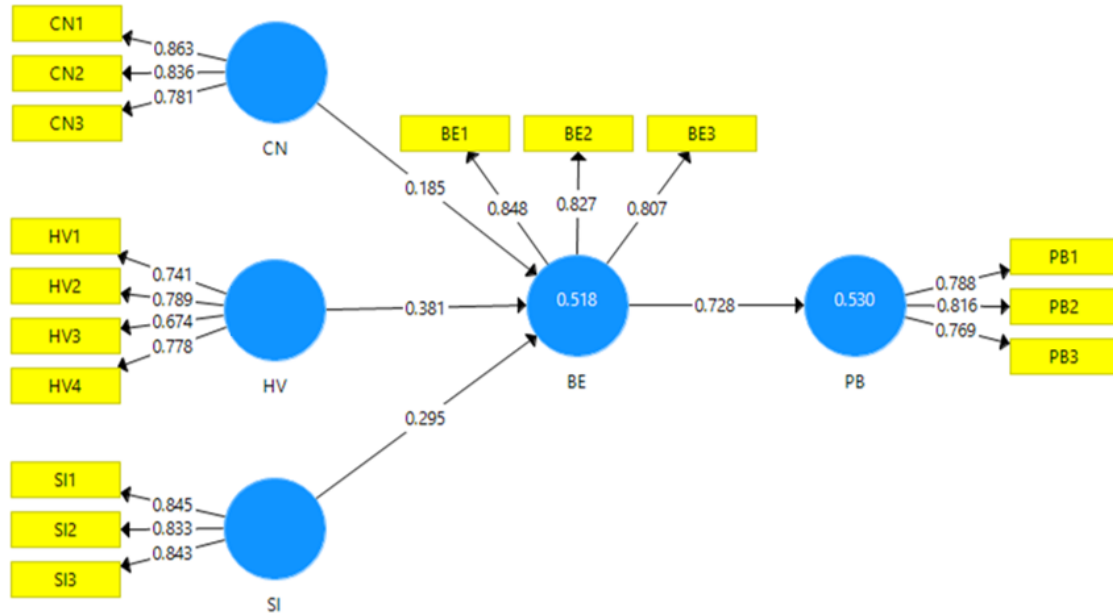 CN1
0.863
CN2
0.836
CN3
0.781
CN
BE1
BE2
BE3
0.185
0.848
0.827
0.807
HV1
0.741
HV2
0.789
HV3
0.674
HV4
0.778
HV
0.381
0.518
BE
0.728
0.530
PB
0.788
PB1
0.816
PB2
0.769
PB3
0.295
SI1
0.845
SI2
0.833
SI3
0.843
SI